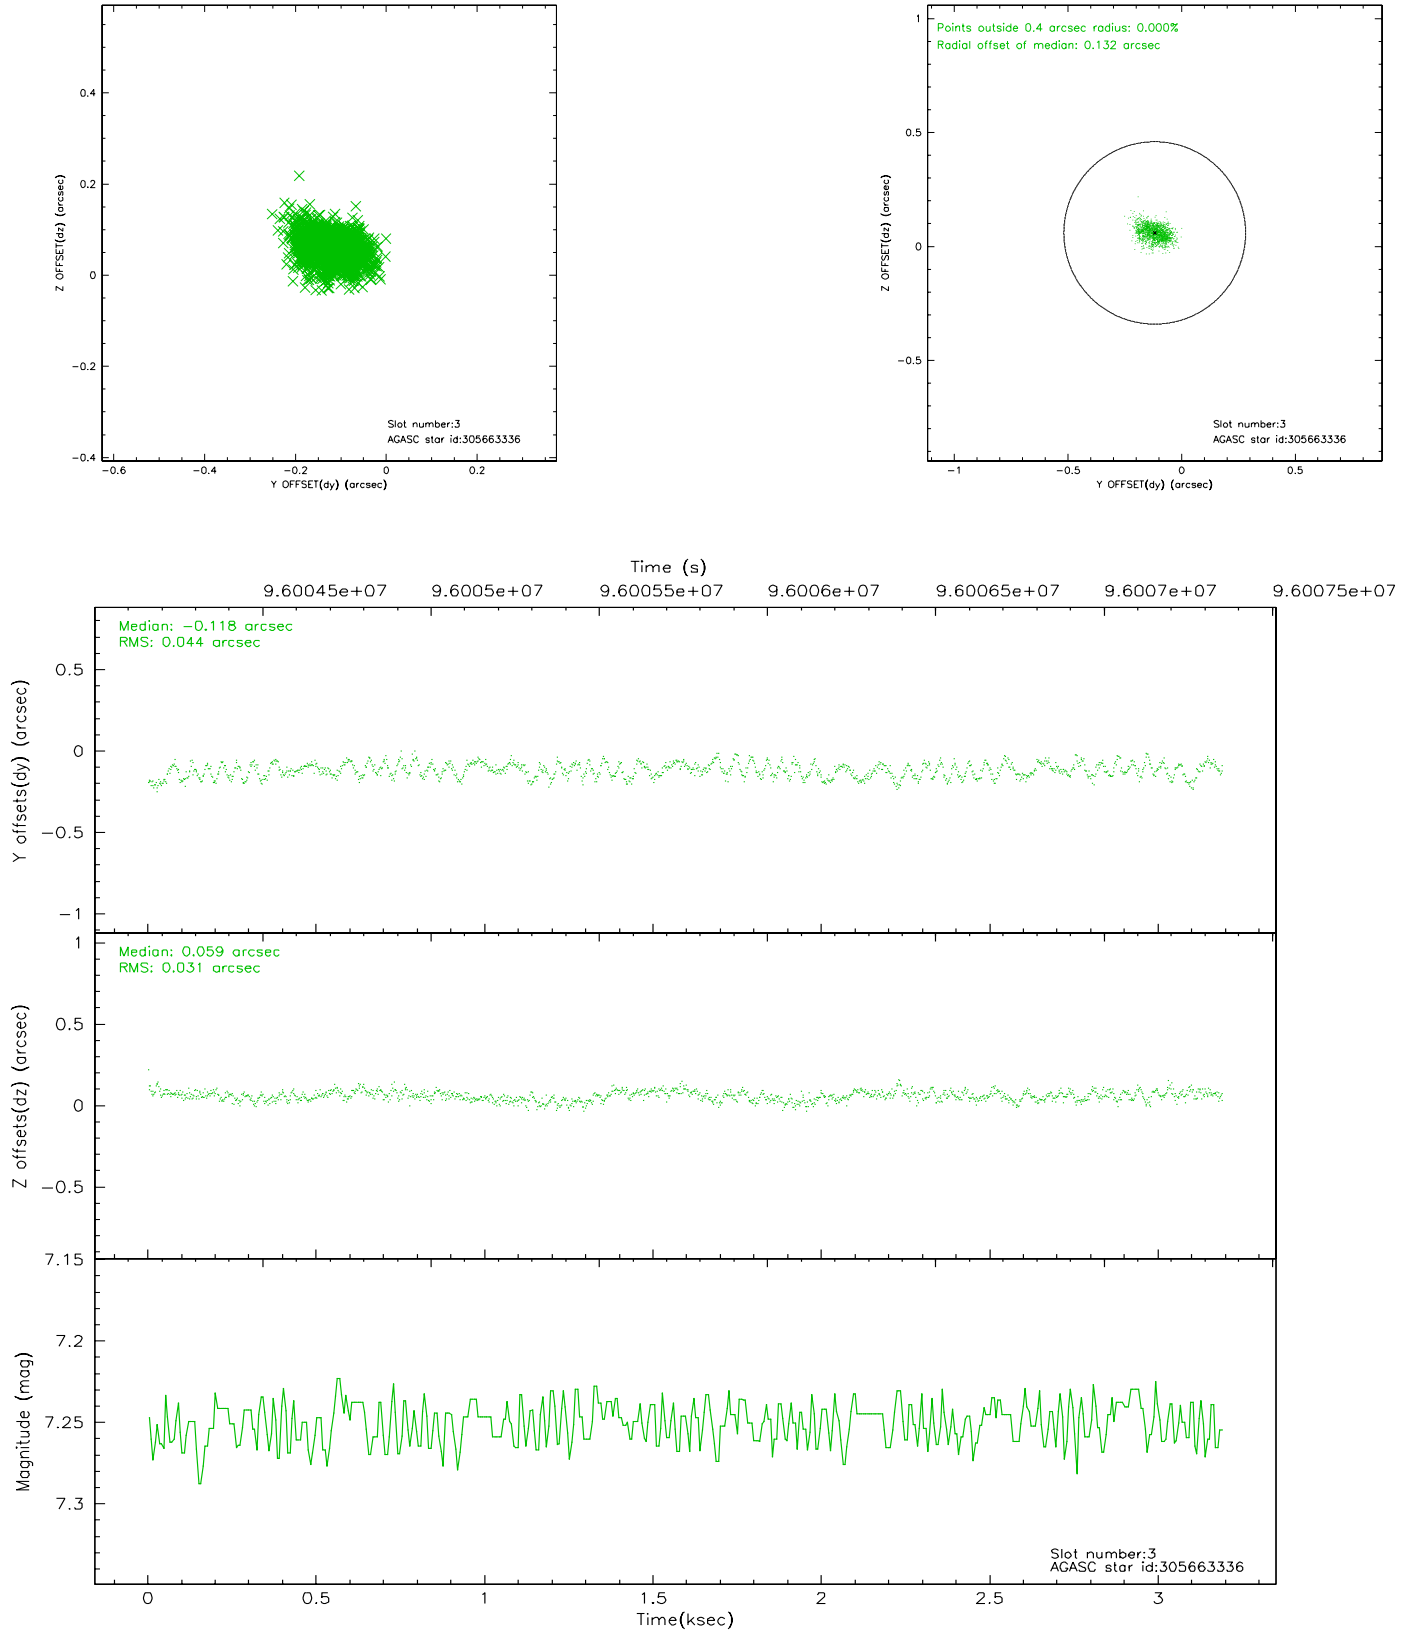 0.4
0.2
0
−0.2
−0.4
Z OFFSET(dz) (arcsec)
−0.6
−0.4
−0.2
0
0.2
Y OFFSET(dy) (arcsec)
Slot number:3
AGASC star id:305663336
Points outside 0.4 arcsec radius: 0.000%
Radial offset of median: 0.132 arcsec
1
0.5
0
−0.5
Z OFFSET(dz) (arcsec)
−1
−0.5
0
0.5
Y OFFSET(dy) (arcsec)
Slot number:3
AGASC star id:305663336
Time (s)
9.60045e+07
9.6005e+07
9.60055e+07
9.6006e+07
9.60065e+07
9.6007e+07
9.60075e+07
Median: −0.118 arcsec
RMS: 0.044 arcsec
0.5
0
−0.5
−1
Y offsets(dy) (arcsec)
Median: 0.059 arcsec
RMS: 0.031 arcsec
1
0.5
0
−0.5
Z offsets(dz) (arcsec)
7.15
7.2
7.25
7.3
Magnitude (mag)
Slot number:3
AGASC star id:305663336
0
0.5
1
1.5
2
2.5
3
Time(ksec)